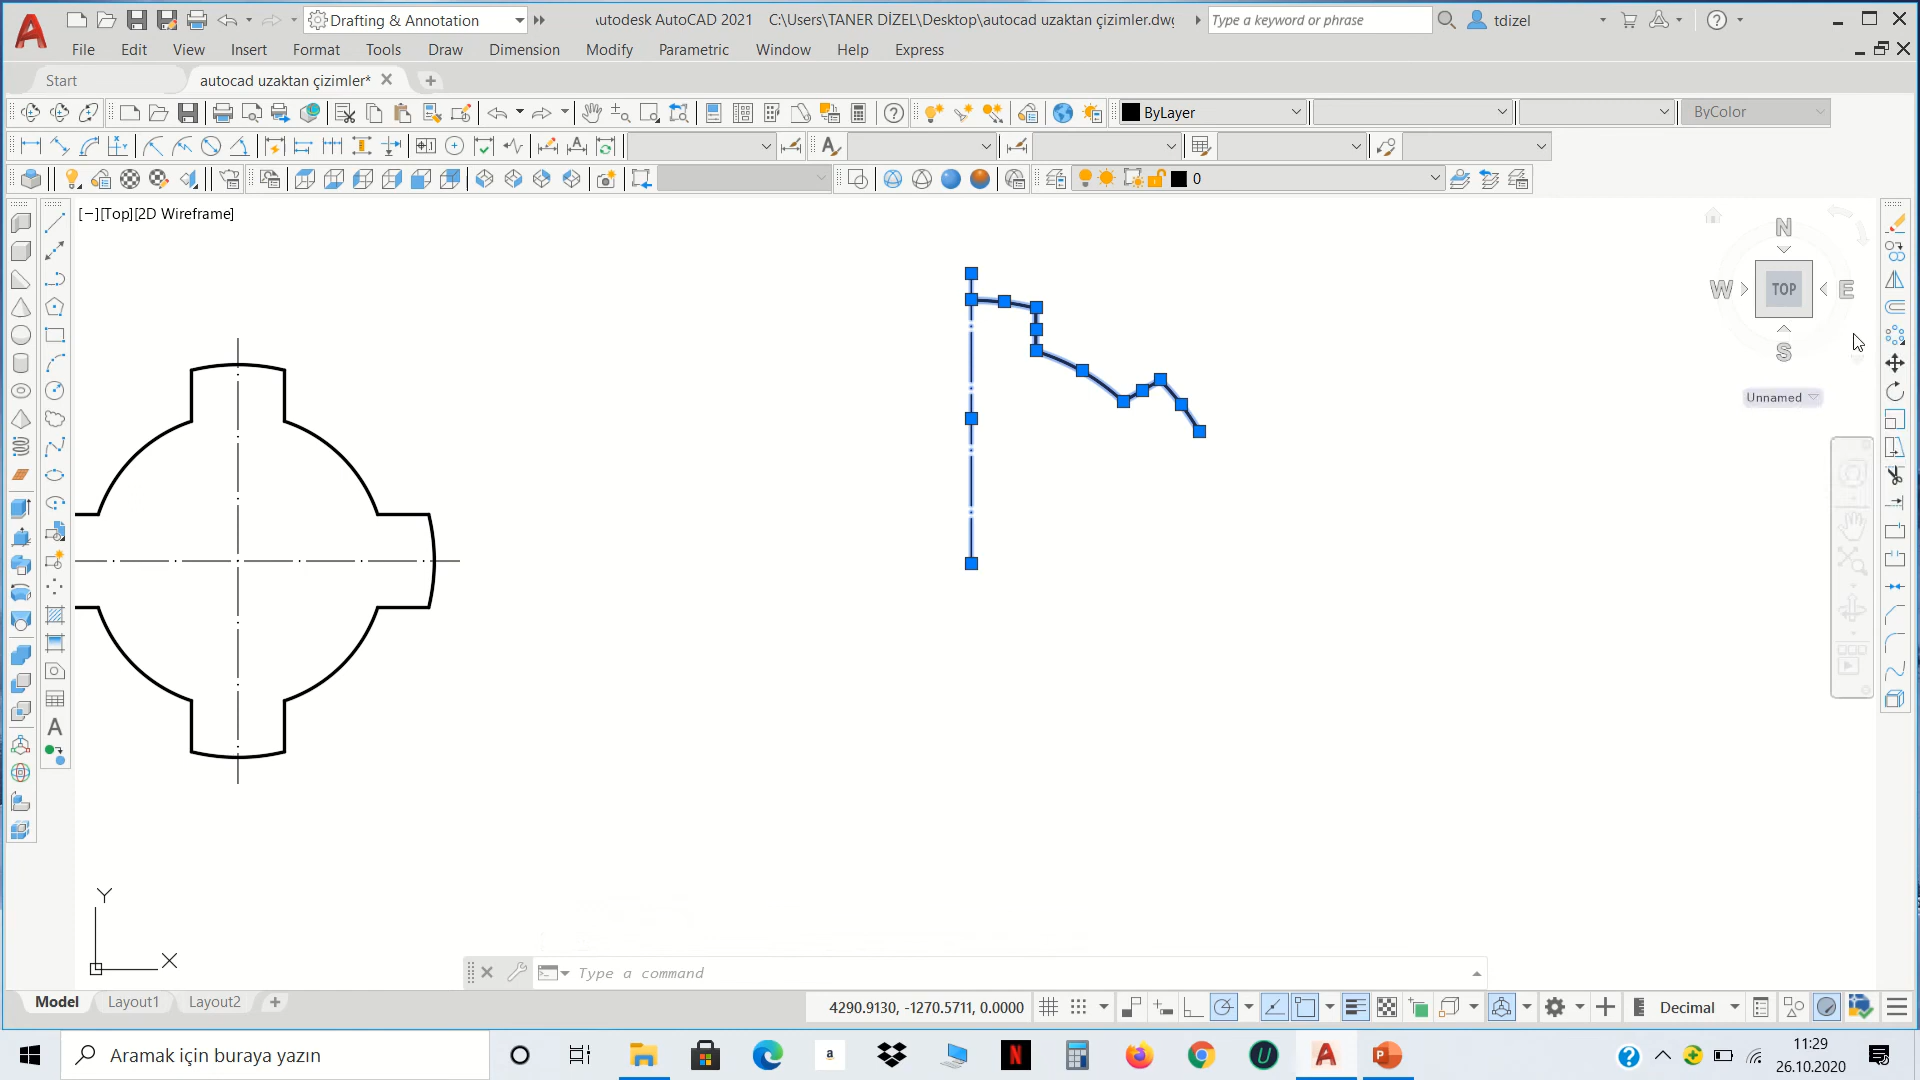 Drafting & Annotation
utodesk AutoCAD 2021 C:\Users\TANER DİZEL\Desktop\autocad uzaktan çizimler.dwg
Type a keyword or phrase
tdizel
File Edit View Insert Format Tools Draw Dimension Modify Parametric Window Help Express
Start
autocad uzaktan çizimler*
ByLayer
ByColor
0
[−][Top][2D Wireframe]
N
W TOP E
S
Unnamed
A
Y
X
Type a command
Model Layout1 Layout2
4290.9130, -1270.5711, 0.0000
Decimal
Aramak için buraya yazın
11:29
26.10.2020